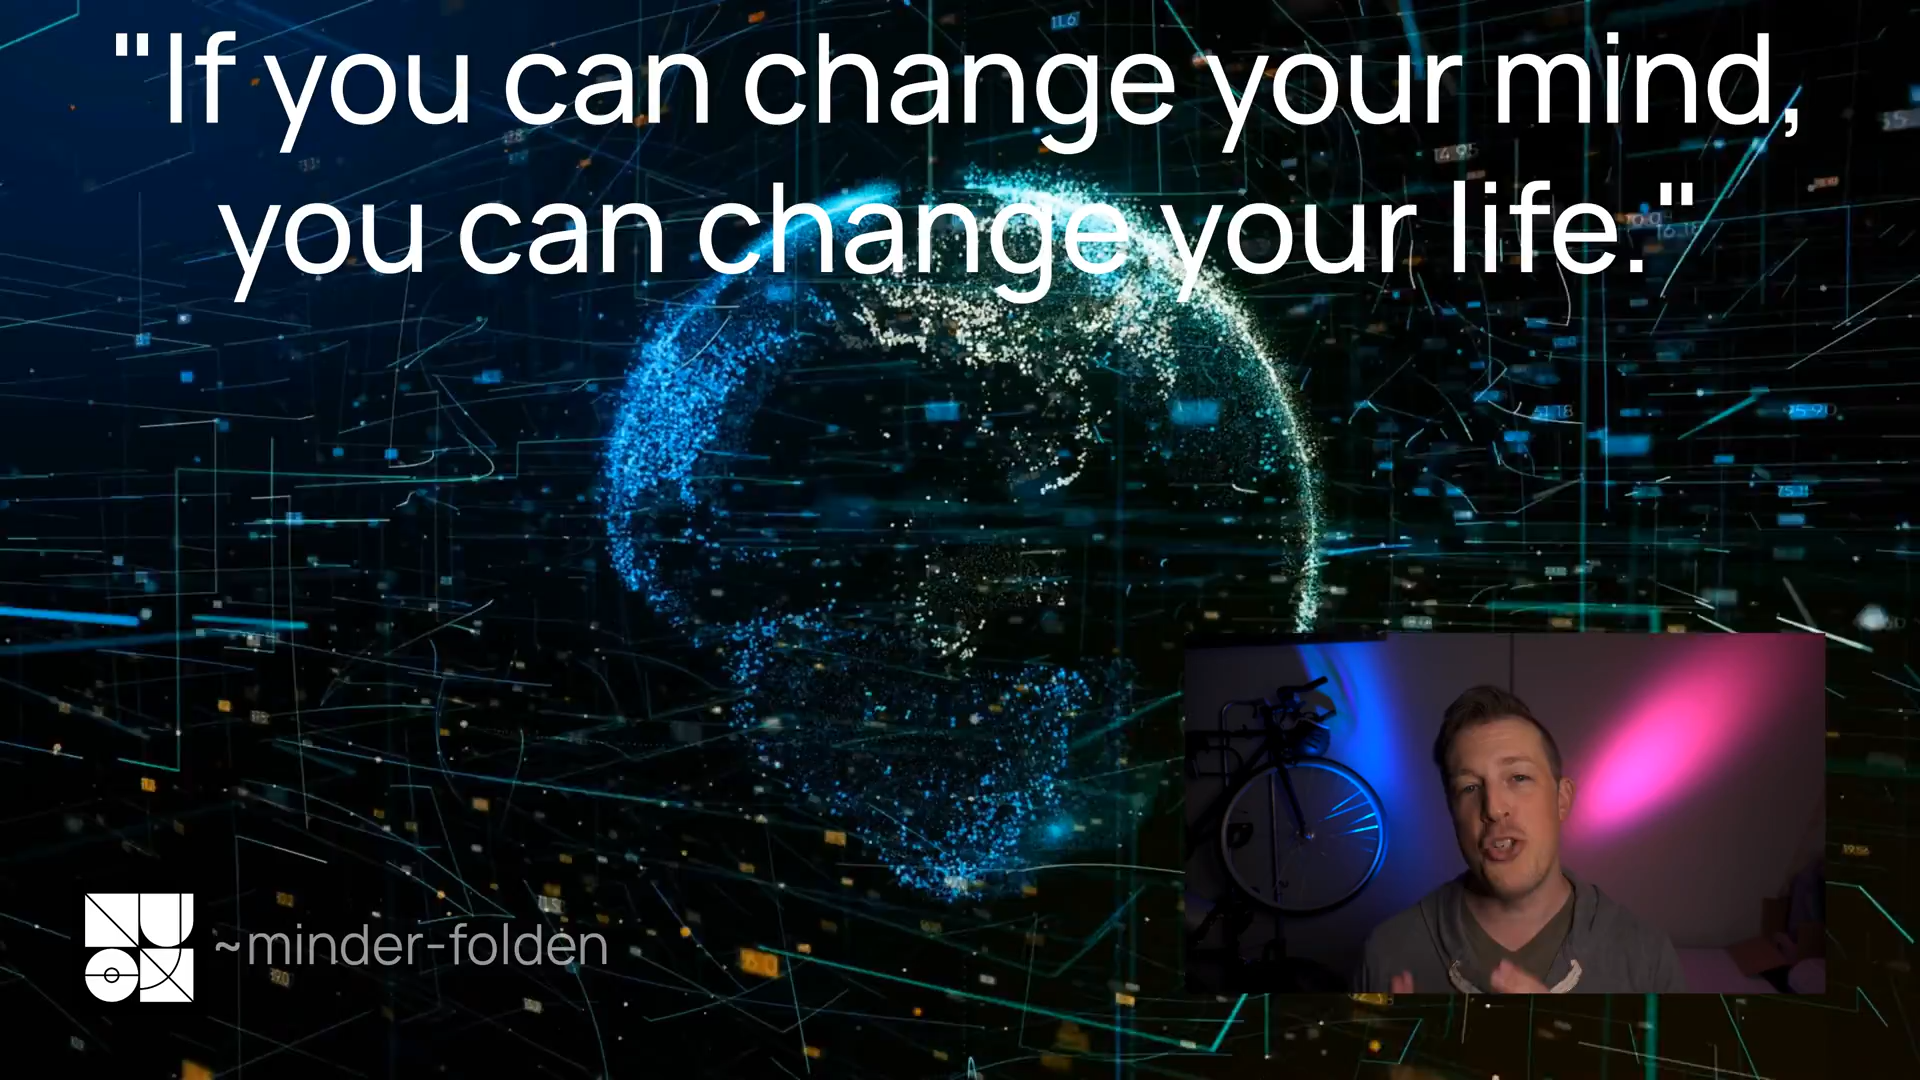 "If you can change your mind,
you can change your life."
~minder-folden